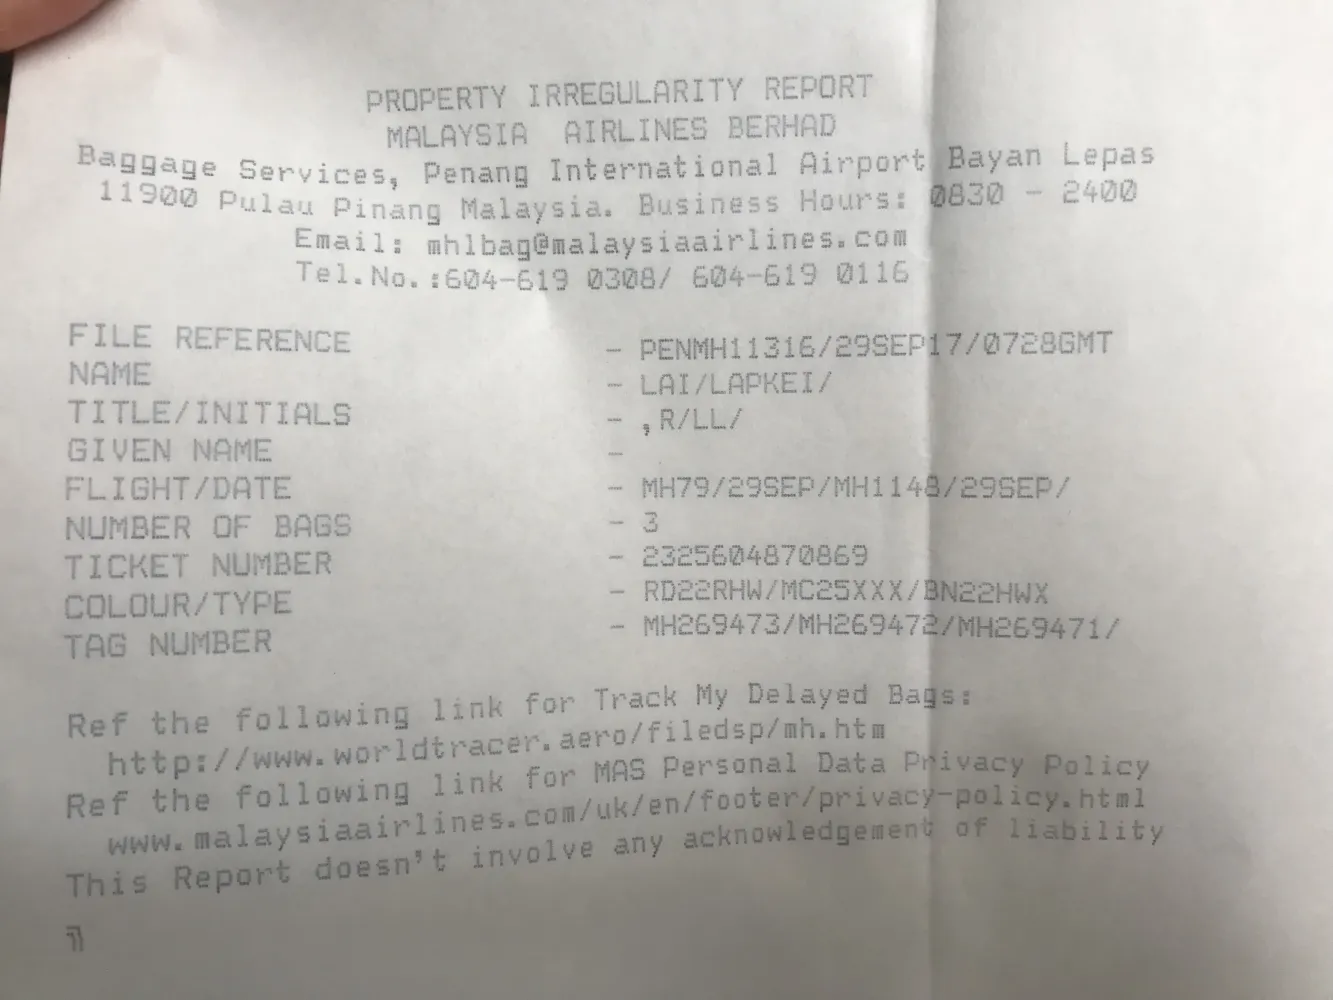 PROPERTY IRREGULARITY REPORT
MALAYSIA AIRLINES BERHAD
Baggage Services, Penang International Airport Bayan Lepas
11900 Pulau Pinang Malaysia. Business Hours: 0830 - 2400
Email: mhlbag@malaysiaairlines.com
Tel.No.:604-619 0308/ 604-619 0116
FILE REFERENCE - PENMH11316/29SEP17/0728GMT
NAME - LAI/LAPKEI/
TITLE/INITIALS - ,R/LL/
GIVEN NAME -
FLIGHT/DATE - MH79/29SEP/MH1148/29SEP/
NUMBER OF BAGS - 3
TICKET NUMBER - 2325604870869
COLOUR/TYPE - RD22RHW/MC25XXX/BN22HWX
TAG NUMBER - MH269473/MH269472/MH269471/
Ref the following link for Track My Delayed Bags:
http://www.worldtracer.aero/filedsp/mh.htm
Ref the following link for MAS Personal Data Privacy Policy
www.malaysiaairlines.com/uk/en/footer/privacy-policy.html
This Report doesn't involve any acknowledgement of liability